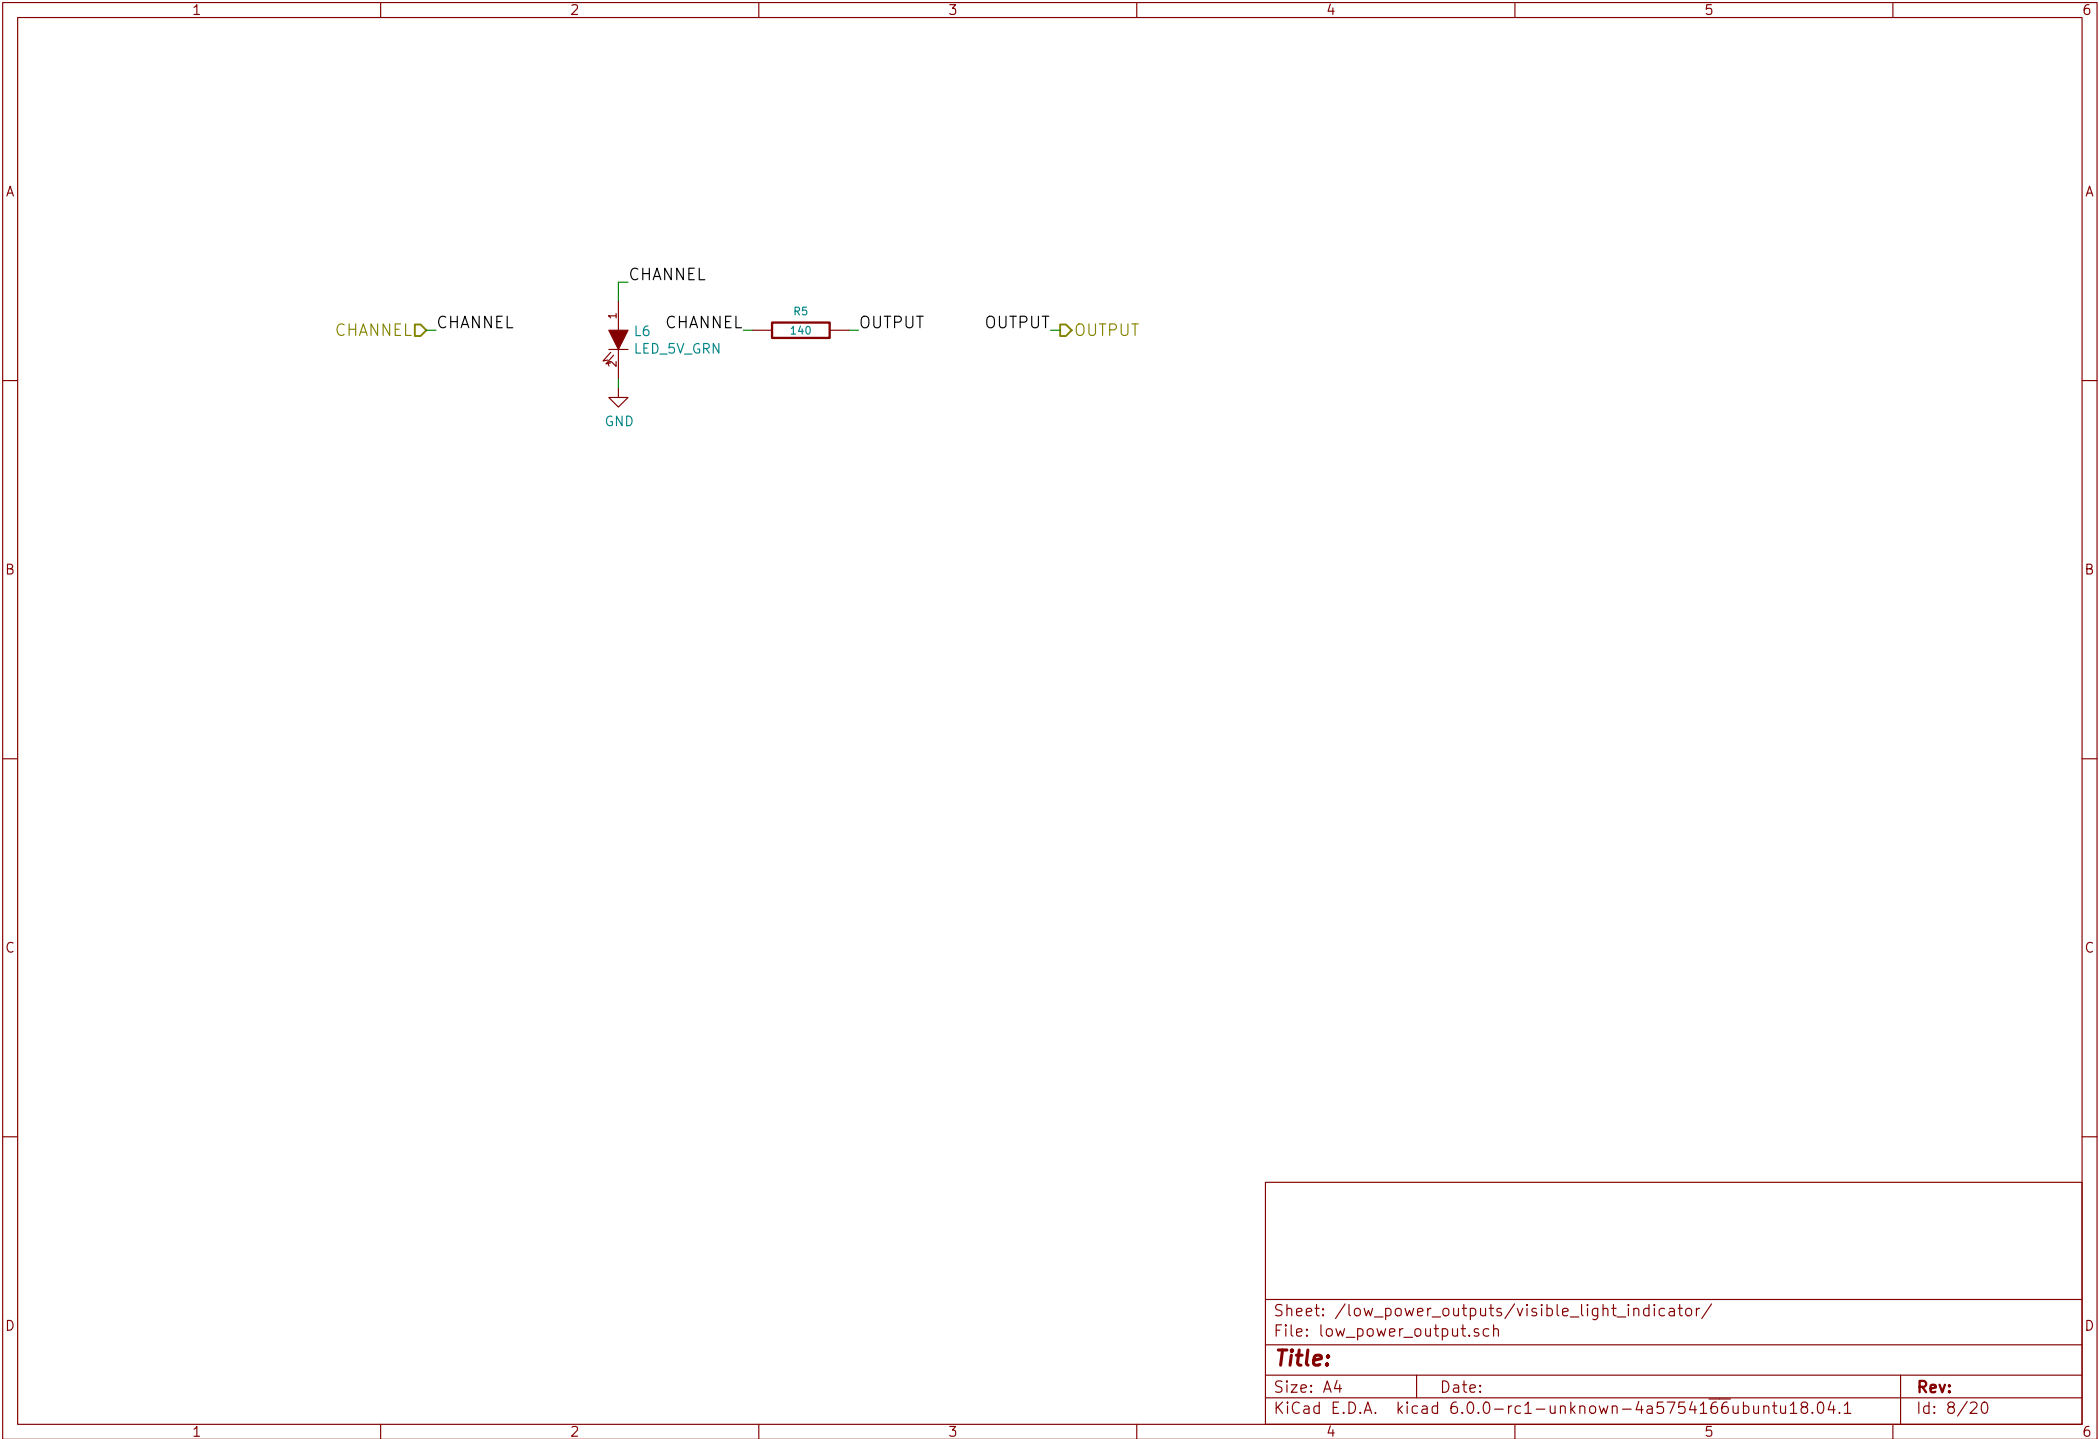 1 2 3 4 5 6
A A
CHANNEL
R5
CHANNEL CHANNEL 1 L6 CHANNEL 140 OUTPUT OUTPUT OUTPUT
2 LED_5V_GRN
GND
B B
C C
Sheet: /low_power_outputs/visible_light_indicator/
D D
File: low_power_output.sch
Title:
Size: A4 Date: Rev:
KiCad E.D.A. kicad 6.0.0-rc1-unknown-4a5754166ubuntu18.04.1 Id: 8/20
1 2 3 4 5 6